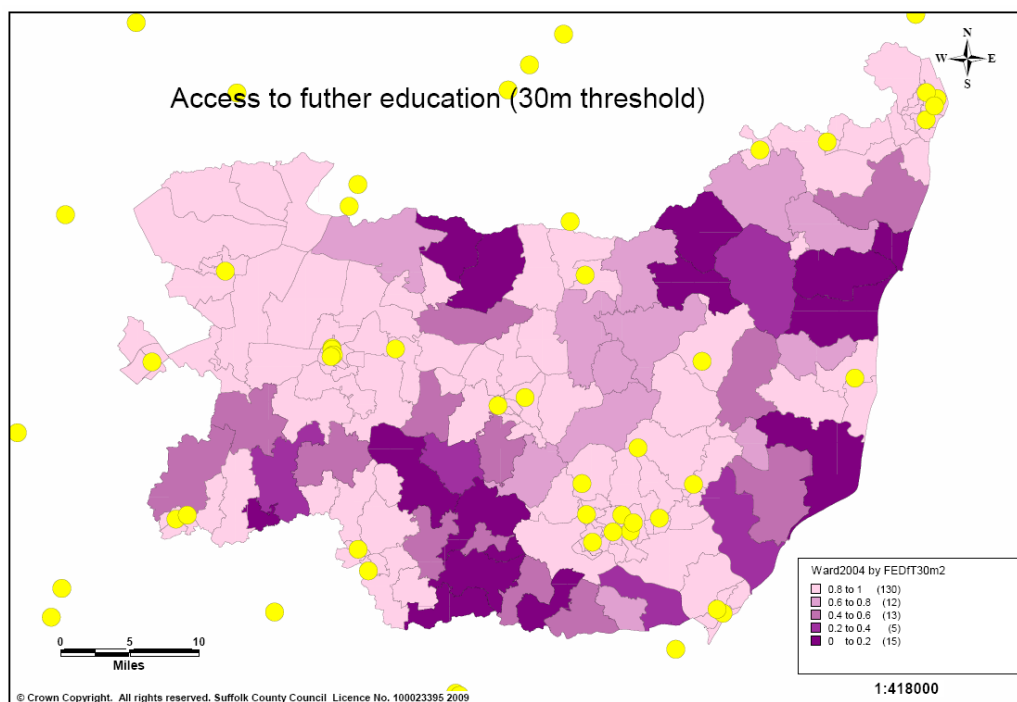 N
W E
S
Access to futher education (30m threshold)
Ward2004 by FEDfT30m2
0.8 to 1 (130)
0.6 to 0.8 (12)
0.4 to 0.6 (13)
0.2 to 0.4 (5)
0 to 0.2 (15)
0 5 10
Miles
1:418000
© Crown Copyright. All rights reserved. Suffolk County Council Licence No. 100023395 2009